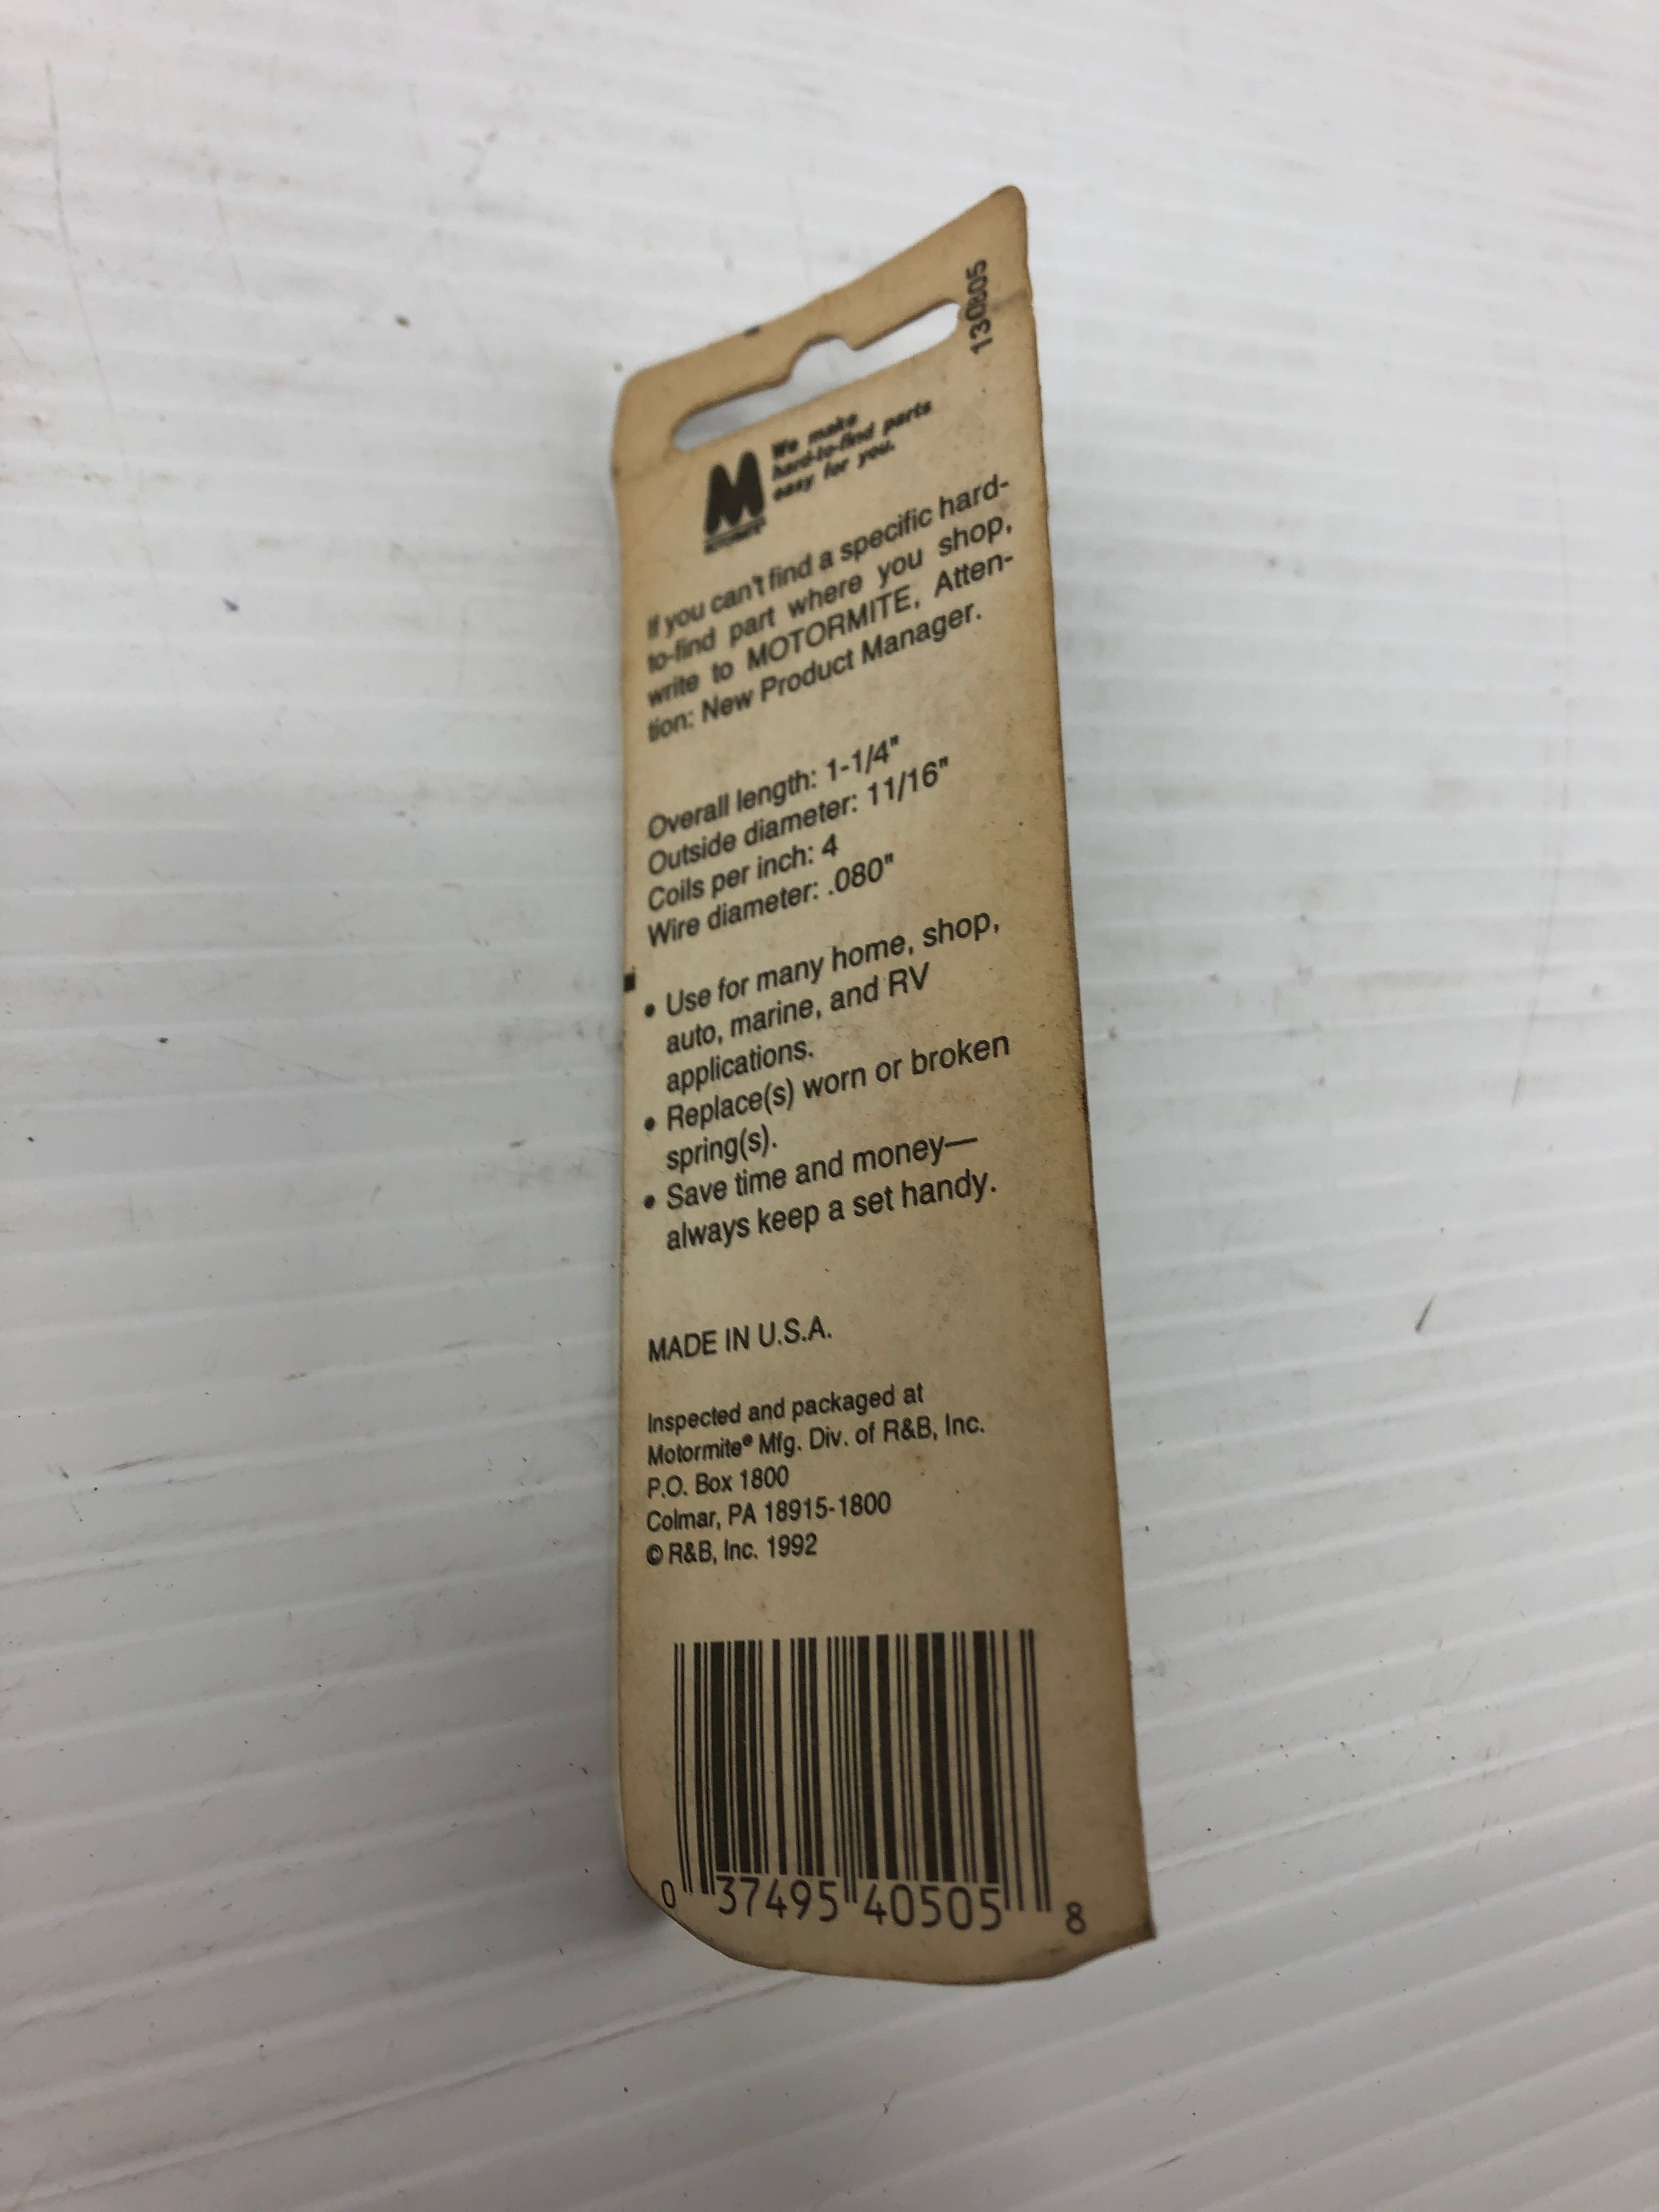 130805
We make
hard-to-find parts
easy for you.
M
MOTORMITE®
If you can't find a specific hard-
to-find part where you shop,
write to MOTORMITE, Atten-
tion: New Product Manager.
Overall length: 1-1/4"
Outside diameter: 11/16"
Coils per inch: 4
Wire diameter: .080"
• Use for many home, shop,
auto, marine, and RV
applications.
• Replace(s) worn or broken
spring(s).
• Save time and money—
always keep a set handy.
MADE IN U.S.A.
Inspected and packaged at
Motormite® Mfg. Div. of R&B, Inc.
P.O. Box 1800
Colmar, PA 18915-1800
© R&B, Inc. 1992
0 37495 40505 8